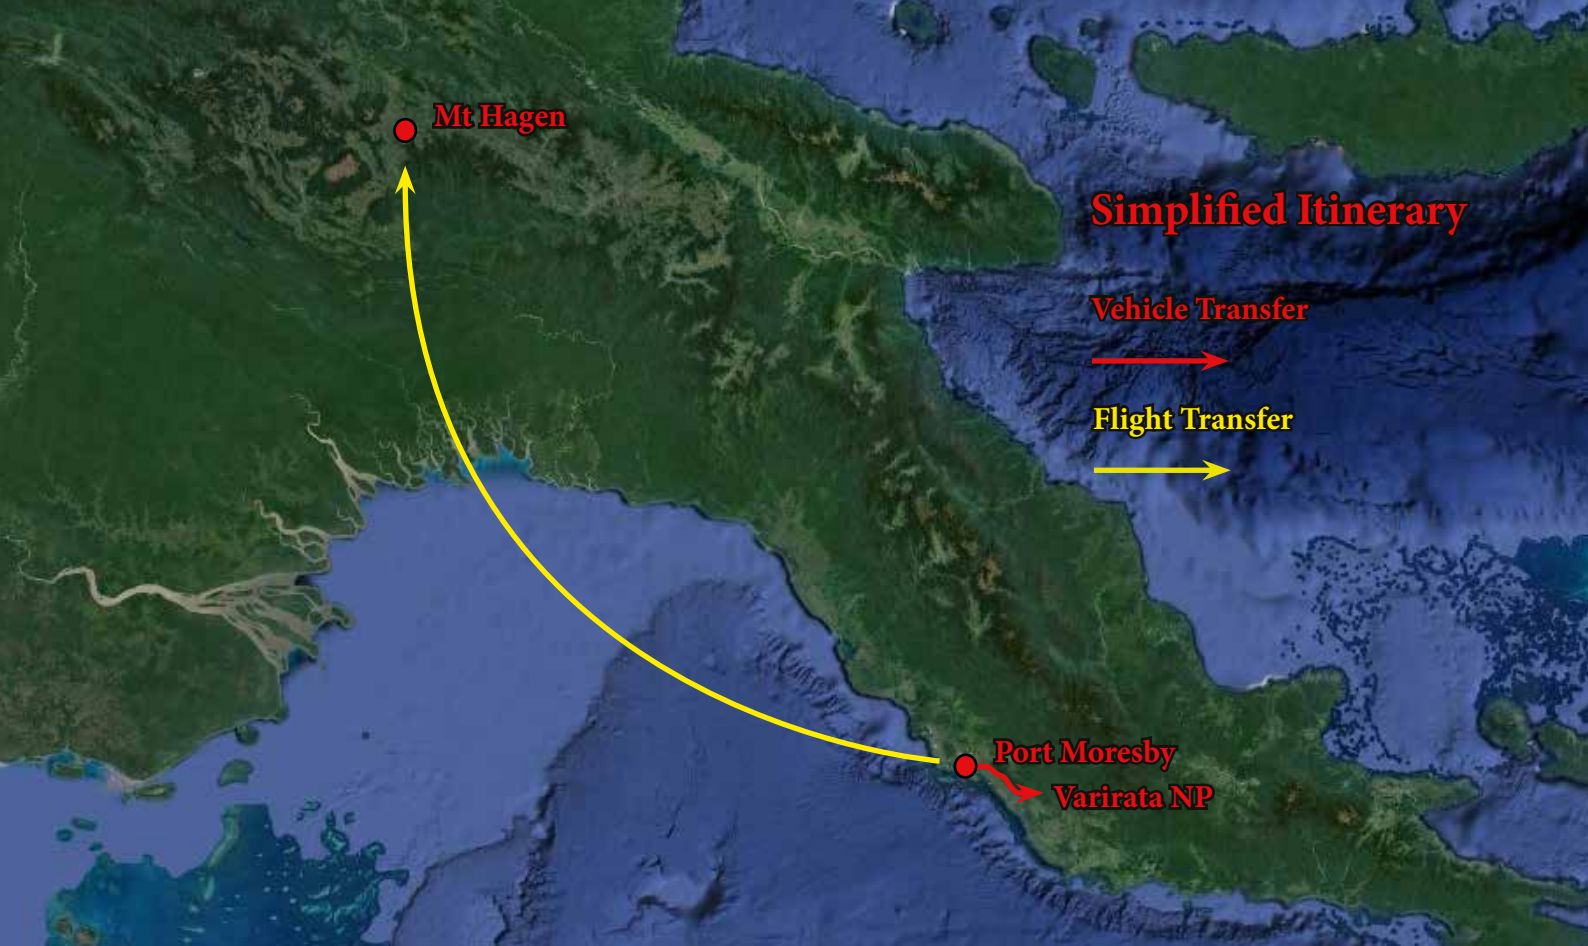 Mt Hagen
Simplified Itinerary
Vehicle Transfer
Flight Transfer
Port Moresby
Varirata NP